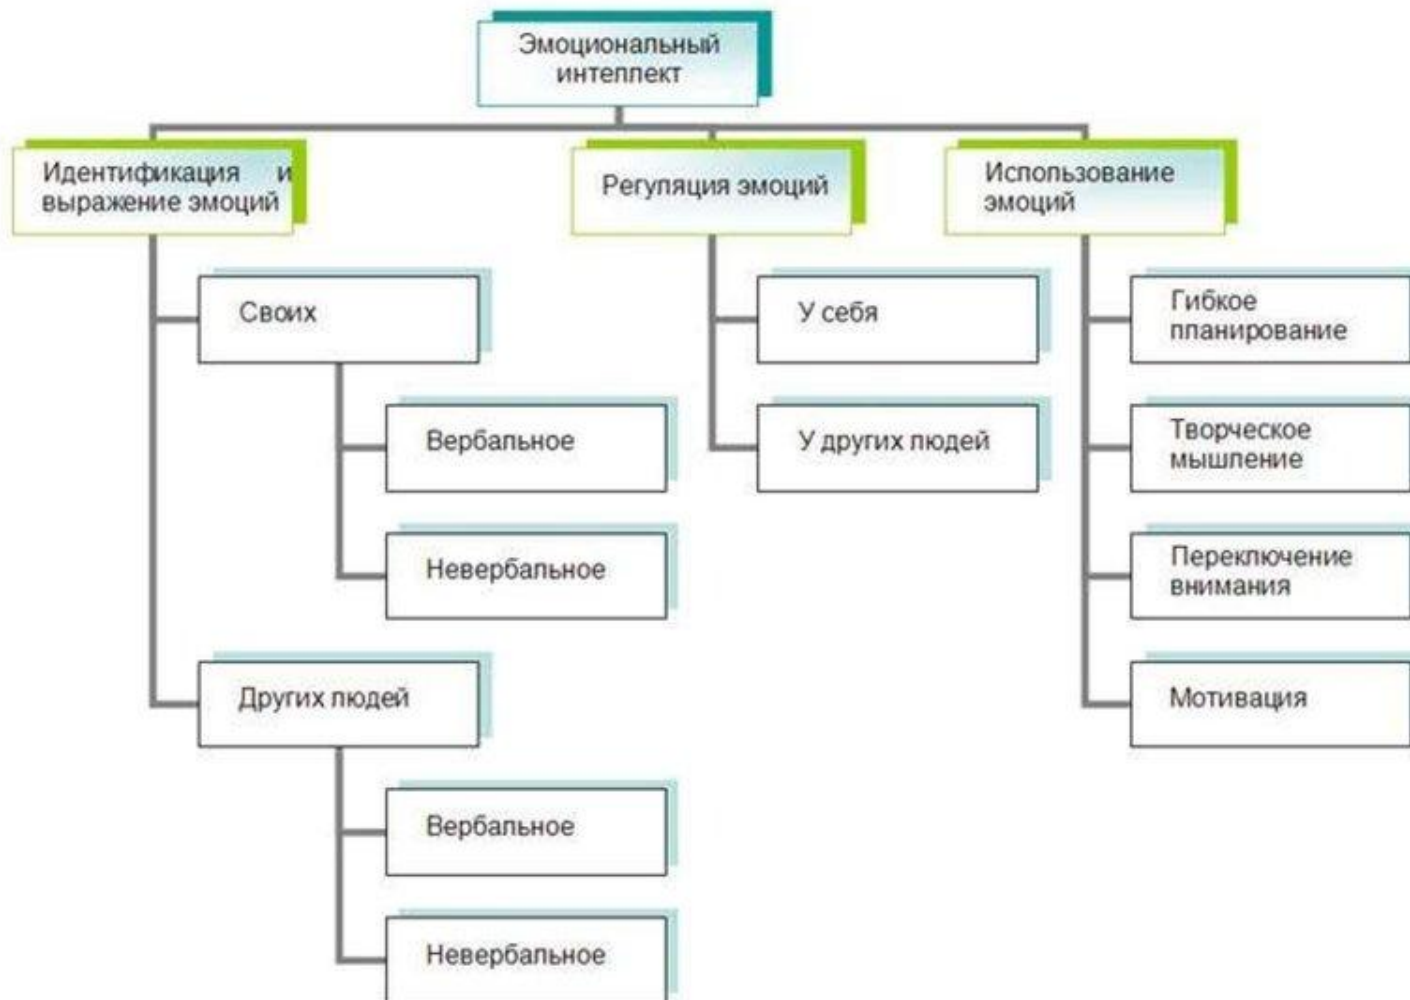 Эмоциональный
интеллект
Идентификация и
выражение эмоций
Регуляция эмоций
Использование
эмоций
Своих
У себя
Гибкое
планирование
Вербальное
У других людей
Творческое
мышление
Невербальное
Переключение
внимания
Других людей
Мотивация
Вербальное
Невербальное